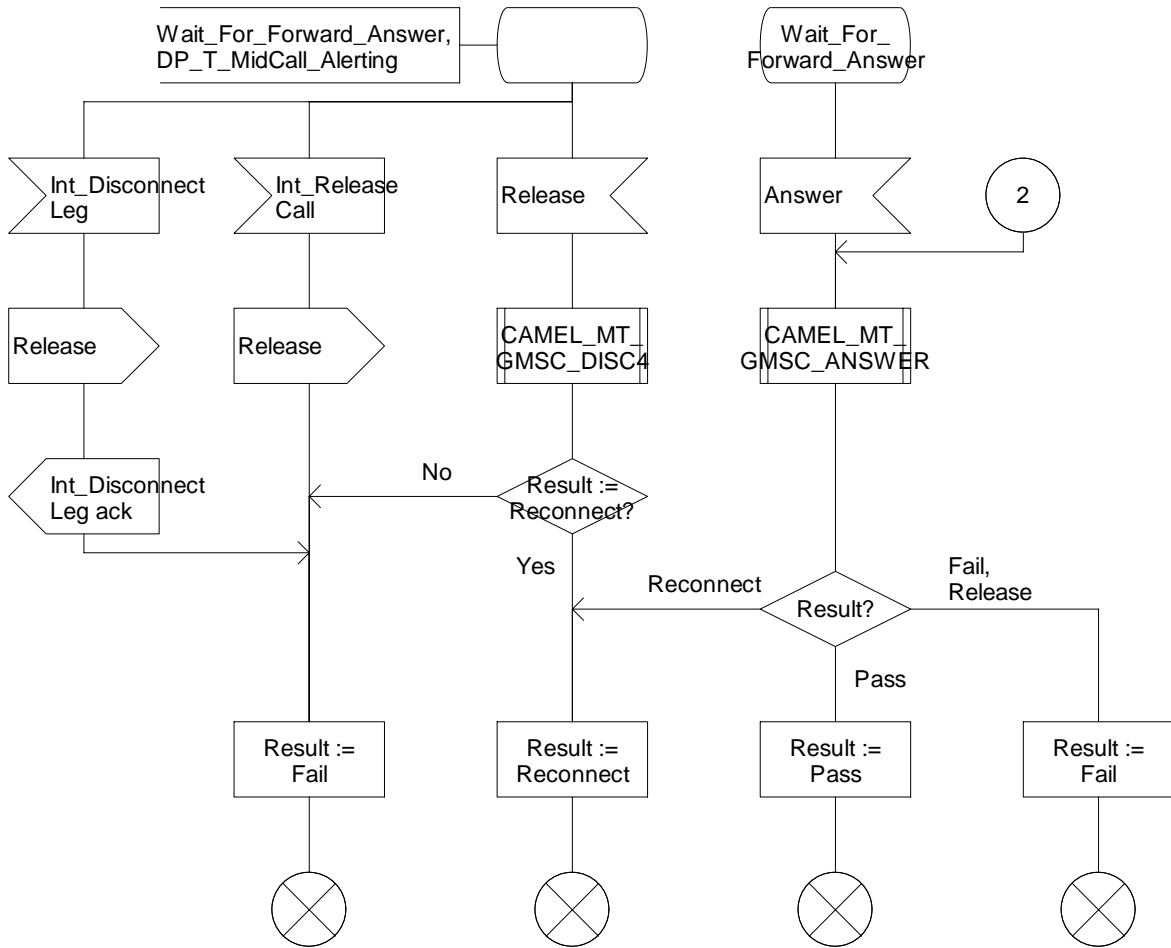 Wait_For_Forward_Answer,
DP_T_MidCall_Alerting
Wait_For_
Forward_Answer
Int_Disconnect
Leg
Int_Release
Call
Release
Answer
2
Release
Release
CAMEL_MT_
GMSC_DISC4
CAMEL_MT_
GMSC_ANSWER
Int_Disconnect
Leg ack
No
Result :=
Reconnect?
Yes
Reconnect
Result?
Fail,
Release
Pass
Result :=
Fail
Result :=
Reconnect
Result :=
Pass
Result :=
Fail